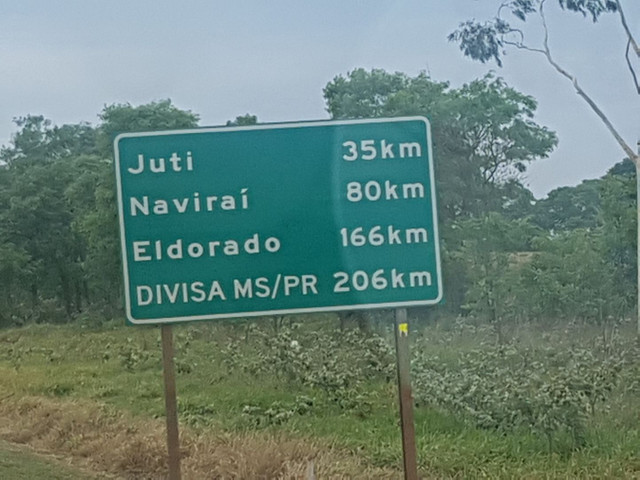 Juti 35km
Naviraí 80km
Eldorado 166km
DIVISA MS/PR 206km